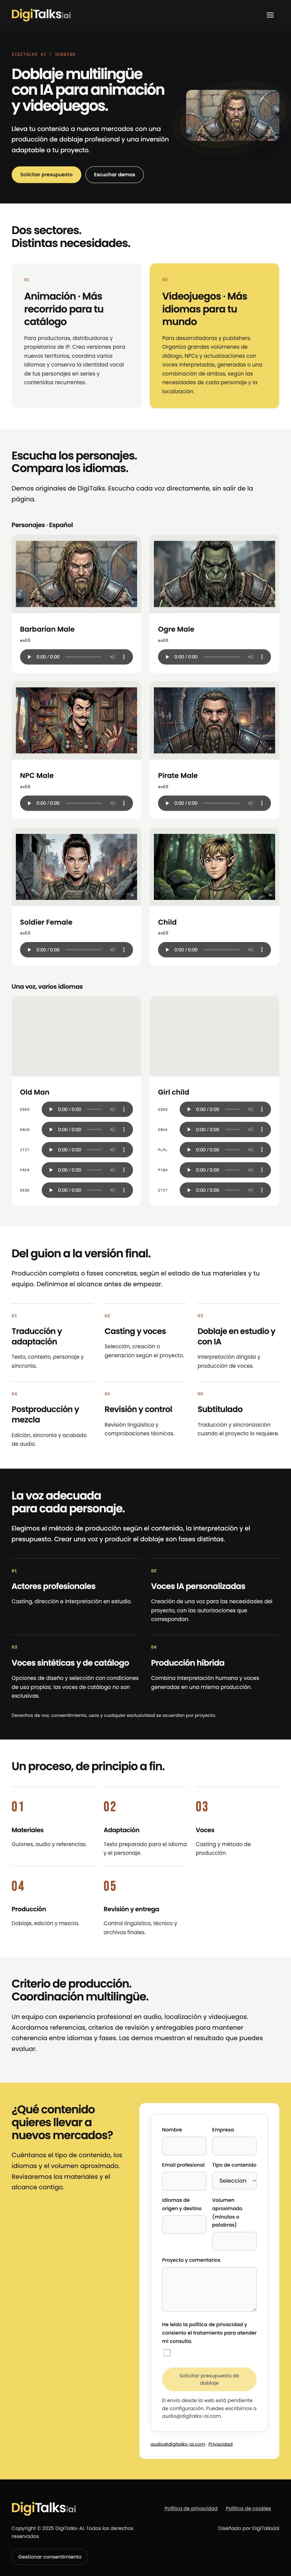 DigiTalks|ai
DIGITALKS AI / DUBBING
Doblaje multilingüe
con IA para animación
y videojuegos.
Lleva tu contenido a nuevos mercados con una
producción de doblaje profesional y una inversión
adaptable a tu proyecto.
Solicitar presupuesto
Escuchar demos
Dos sectores.
Distintas necesidades.
01
Animación · Más
recorrido para tu
catálogo
Para productoras, distribuidoras y
propietarios de IP. Crea versiones para
nuevos territorios, coordina varios
idiomas y conserva la identidad vocal
de tus personajes en series y
contenidos recurrentes.
02
Videojuegos · Más
idiomas para tu
mundo
Para desarrolladoras y publishers.
Organiza grandes volúmenes de
diálogo, NPCs y actualizaciones con
voces interpretadas, generadas o una
combinación de ambas, según las
necesidades de cada personaje y la
localización.
Escucha los personajes.
Compara los idiomas.
Demos originales de DigiTalks. Escucha cada voz directamente, sin salir de la
página.
Personajes · Español
Barbarian Male
esES
0:00 / 0:00
Ogre Male
esES
0:00 / 0:00
NPC Male
esES
0:00 / 0:00
Pirate Male
esES
0:00 / 0:00
Soldier Female
esES
0:00 / 0:00
Child
esES
0:00 / 0:00
Una voz, varios idiomas
Old Man
ESES 0:00 / 0:00
ENUS 0:00 / 0:00
ITIT 0:00 / 0:00
FRFR 0:00 / 0:00
DEDE 0:00 / 0:00
Girl child
ESES 0:00 / 0:00
ENUK 0:00 / 0:00
PLPL 0:00 / 0:00
PTBR 0:00 / 0:00
ITIT 0:00 / 0:00
Del guion a la versión final.
Producción completa o fases concretas, según el estado de tus materiales y tu
equipo. Definimos el alcance antes de empezar.
01
Traducción y
adaptación
Texto, contexto, personaje y
sincronía.
02
Casting y voces
Selección, creación o
generación según el proyecto.
03
Doblaje en estudio y
con IA
Interpretación dirigida y
producción de voces.
04
Postproducción y
mezcla
Edición, sincronía y acabado
de audio.
05
Revisión y control
Revisión lingüística y
comprobaciones técnicas.
06
Subtitulado
Traducción y sincronización
cuando el proyecto lo requiere.
La voz adecuada
para cada personaje.
Elegimos el método de producción según el contenido, la interpretación y el
presupuesto. Crear una voz y producir el doblaje son fases distintas.
01
Actores profesionales
Casting, dirección e interpretación en estudio.
02
Voces IA personalizadas
Creación de una voz para las necesidades del
proyecto, con las autorizaciones que
correspondan.
03
Voces sintéticas y de catálogo
Opciones de diseño y selección con condiciones
de uso propias; las voces de catálogo no son
exclusivas.
04
Producción híbrida
Combina interpretación humana y voces
generadas en una misma producción.
Derechos de voz, consentimiento, usos y cualquier exclusividad se acuerdan por proyecto.
Un proceso, de principio a fin.
01
Materiales
Guiones, audio y referencias.
02
Adaptación
Texto preparado para el idioma
y el personaje.
03
Voces
Casting y método de
producción.
04
Producción
Doblaje, edición y mezcla.
05
Revisión y entrega
Control lingüístico, técnico y
archivos finales.
Criterio de producción.
Coordinación multilingüe.
Un equipo con experiencia profesional en audio, localización y videojuegos.
Acordamos referencias, criterios de revisión y entregables para mantener
coherencia entre idiomas y fases. Las demos muestran el resultado que puedes
evaluar.
¿Qué contenido
quieres llevar a
nuevos mercados?
Cuéntanos el tipo de contenido, los
idiomas y el volumen aproximado.
Revisaremos los materiales y el
alcance contigo.
Nombre
Empresa
Email profesional
Tipo de contenido
Seleccion
Idiomas de
origen y destino
Volumen
aproximado
(minutos o
palabras)
Proyecto y comentarios
He leído la política de privacidad y
consiento el tratamiento para atender
mi consulta.
Solicitar presupuesto de
doblaje
El envío desde la web está pendiente
de configuración. Puedes escribirnos a
audio@digitalks-ai.com.
audio@digitalks-ai.com · Privacidad
DigiTalks|ai
Política de privacidad
Política de cookies
Copyright © 2025 DigiTalks-AI. Todos los derechos
reservados
Diseñado por DigiTalks|ai
Gestionar consentimiento